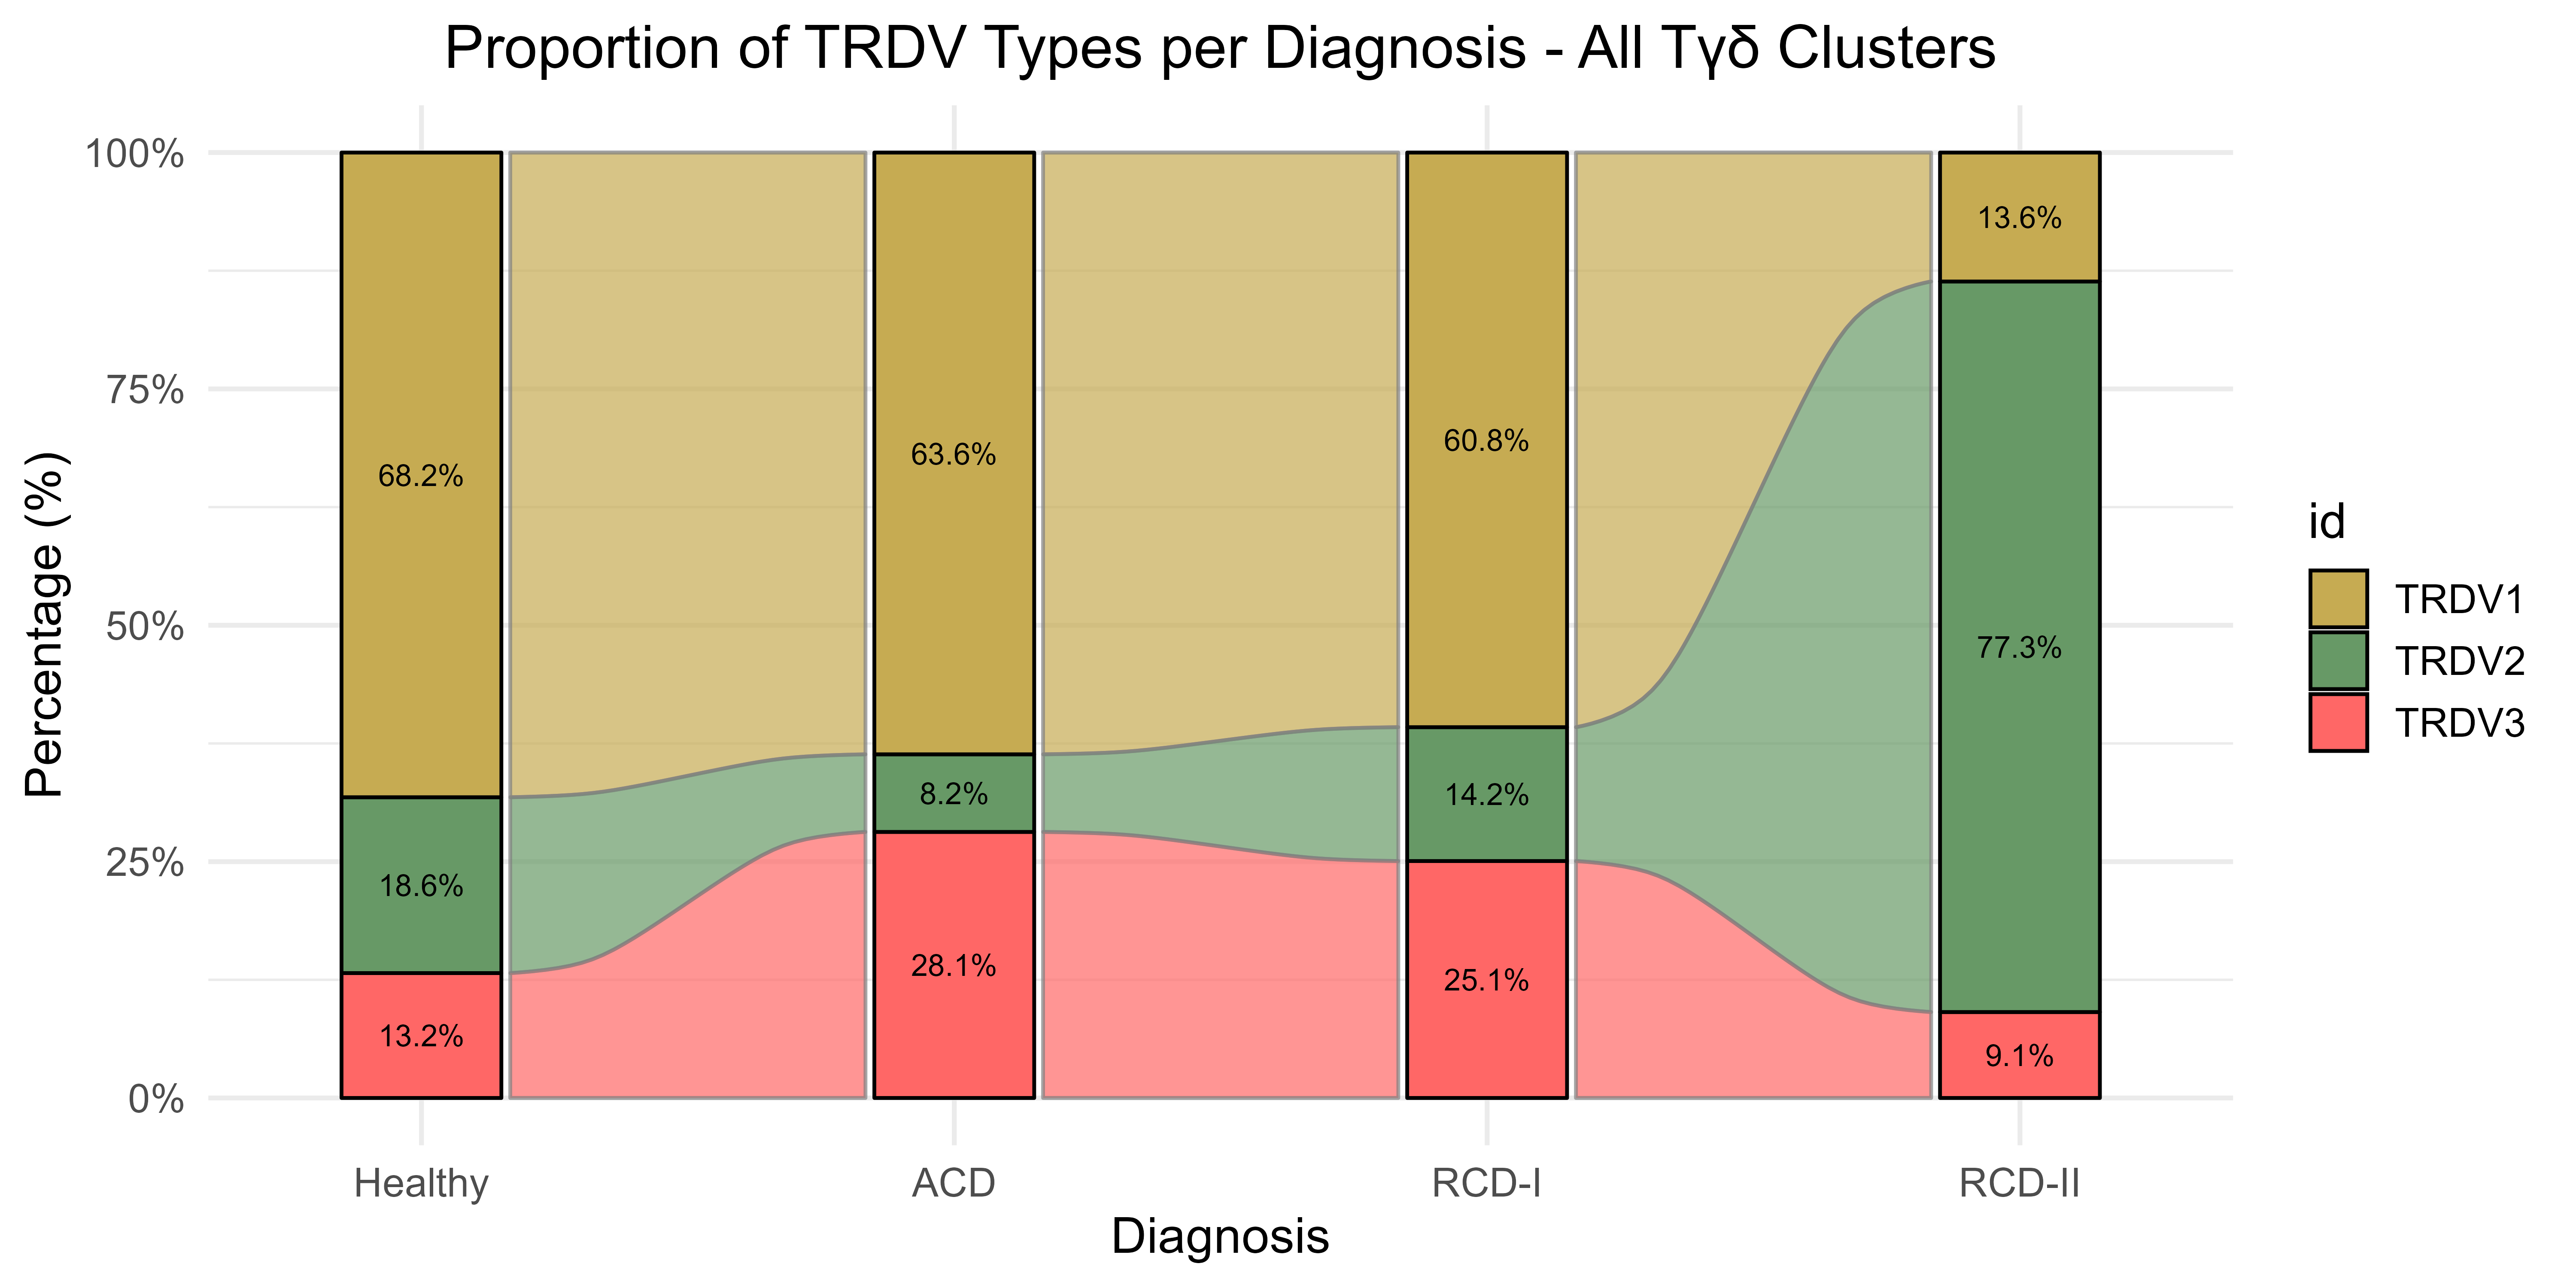 Proportion of TRDV Types per Diagnosis - All Tγδ Clusters
Percentage (%)
100%
75%
50%
25%
0%
68.2%
18.6%
13.2%
63.6%
8.2%
28.1%
60.8%
14.2%
25.1%
13.6%
77.3%
9.1%
Healthy
ACD
RCD-I
RCD-II
Diagnosis
id
TRDV1
TRDV2
TRDV3